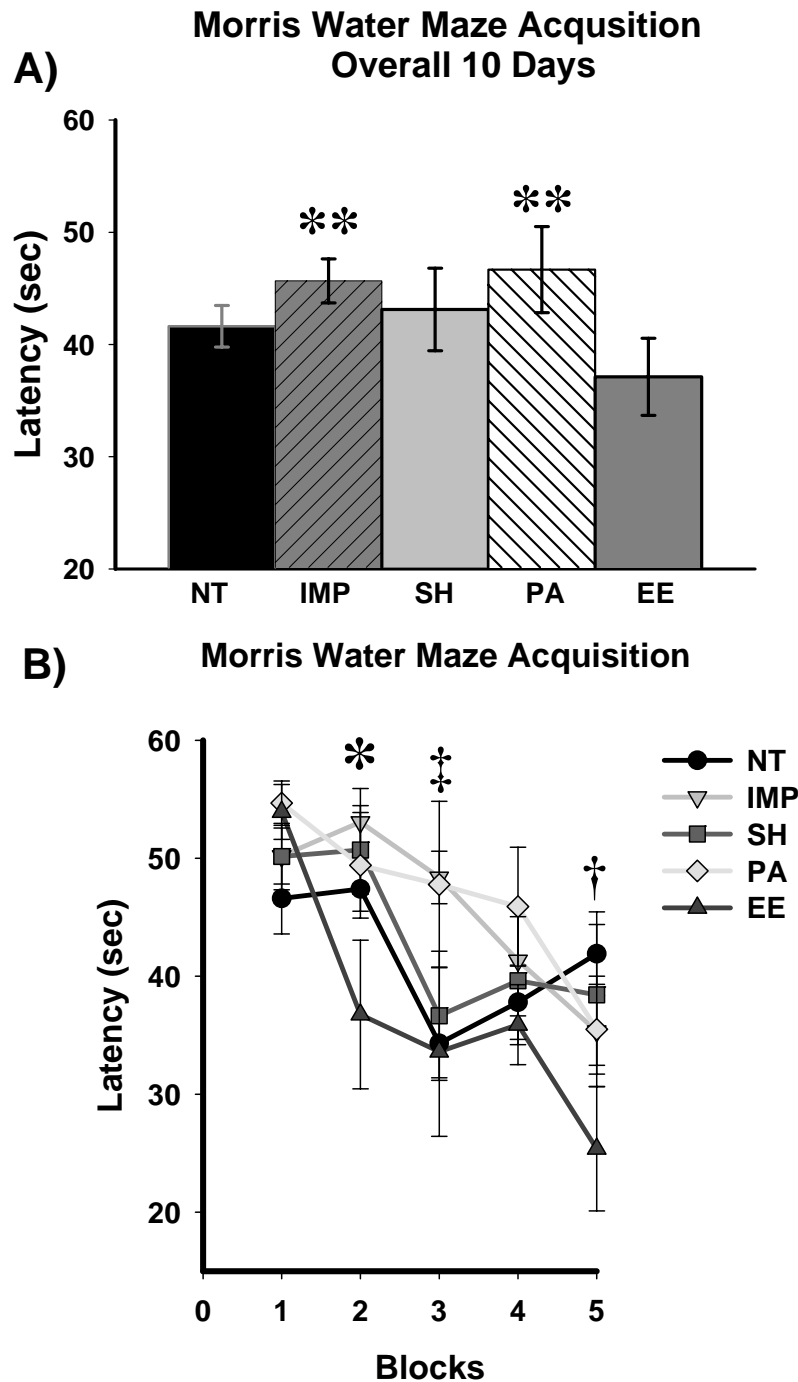 Morris Water Maze Acqusition
Overall 10 Days
A)
60
50
40
30
20
Latency (sec)
** **
NT IMP SH PA EE
B)
Morris Water Maze Acquisition
60
50
40
30
20
Latency (sec)
* ‡ †
NT
IMP
SH
PA
EE
0 1 2 3 4 5
Blocks